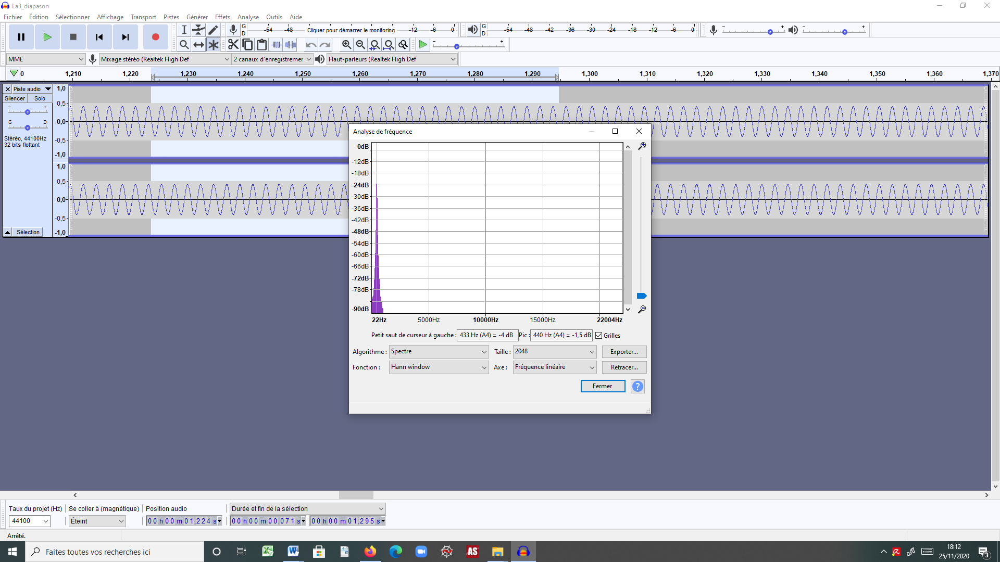 La3_diapason
Fichier Édition Sélectionner Affichage Transport Pistes Générer Effets Analyse Outils Aide
G D -54 -48 Cliquer pour démarrer le monitoring -12 -6 0 G D -54 -48 -42 -36 -30 -24 -18 -12 -6 0 - + - +
- +
MME Mixage stéréo (Realtek High Def 2 canaux d'enregistremer Haut-parleurs (Realtek High Def
0 1,210 1,220 1,230 1,240 1,250 1,260 1,270 1,280 1,290 1,300 1,310 1,320 1,330 1,340 1,350 1,360 1,370
Piste audio
Silencer Solo
- +
G D
Stéréo, 44100Hz
32 bits flottant
Sélection
1,0
0,5
0,0
-0,5
-1,0
1,0
0,5
0,0
-0,5
-1,0
Analyse de fréquence
0dB
-12dB
-18dB
-24dB
-30dB
-36dB
-42dB
-48dB
-54dB
-60dB
-66dB
-72dB
-78dB
-90dB
22Hz 5000Hz 10000Hz 15000Hz 22004Hz
Petit saut de curseur à gauche : 433 Hz (A4) = -4 dB Pic : 440 Hz (A4) = -1,5 dB Grilles
Algorithme : Spectre Taille : 2048 Exporter...
Fonction : Hann window Axe : Fréquence linéaire Retracer...
Fermer ?
Taux du projet (Hz) Se coller à (magnétique) Position audio Durée et fin de la sélection
44100 Éteint 00 h 00 m 01.224 s 00 h 00 m 00.071 s 00 h 00 m 01.295 s
Arrêté.
Faites toutes vos recherches ici
AS
18:12
25/11/2020
3